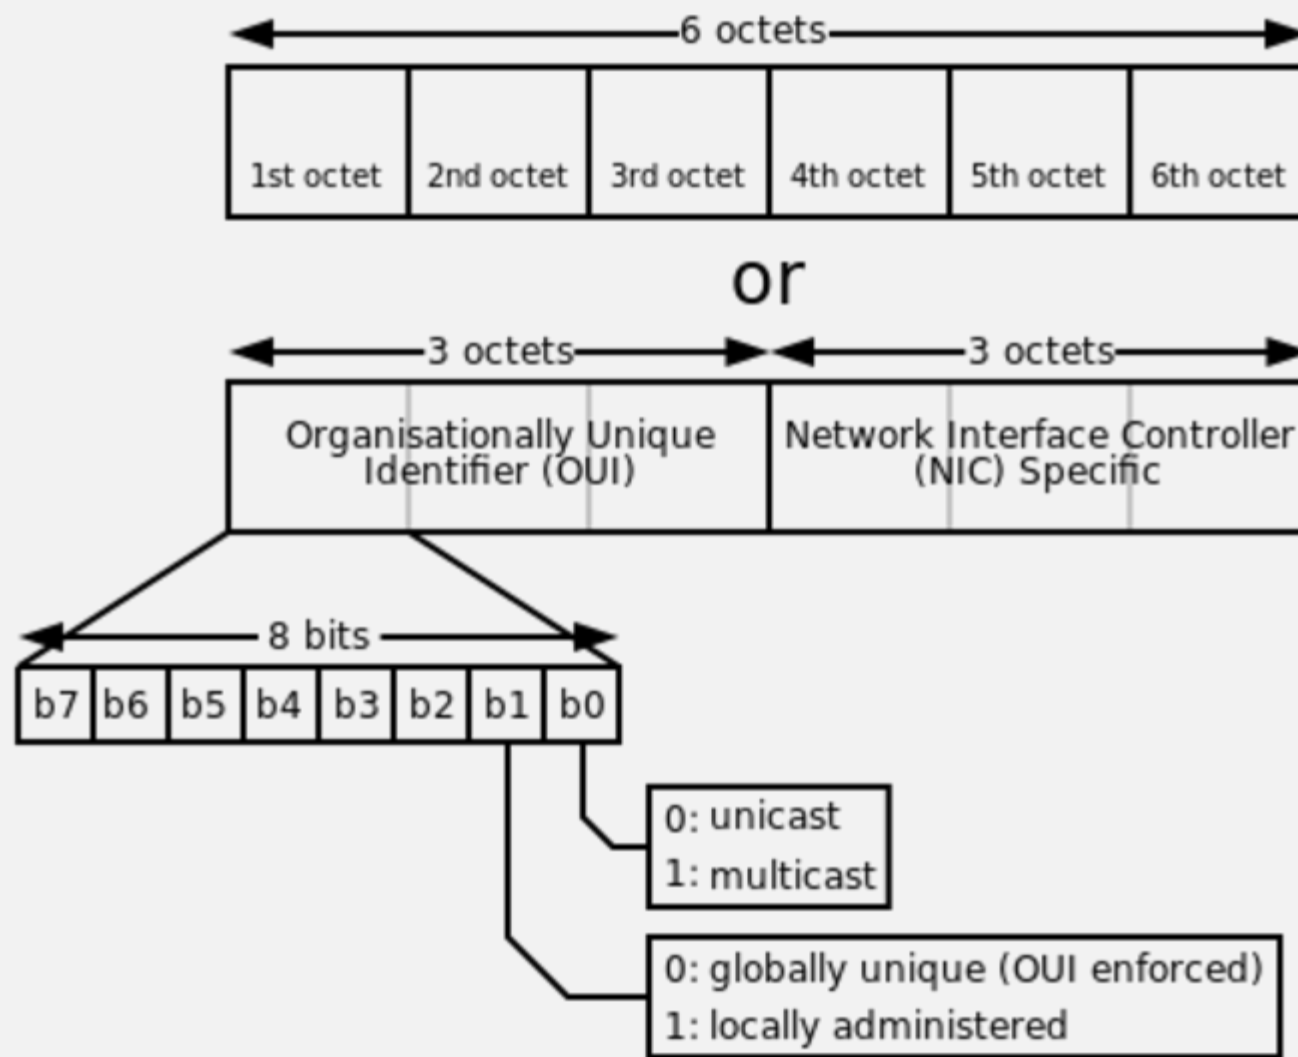 6 octets
1st octet 2nd octet 3rd octet 4th octet 5th octet 6th octet
or
3 octets 3 octets
Organisationally Unique
Identifier (OUI)
Network Interface Controller
(NIC) Specific
8 bits
b7 b6 b5 b4 b3 b2 b1 b0
0: unicast
1: multicast
0: globally unique (OUI enforced)
1: locally administered